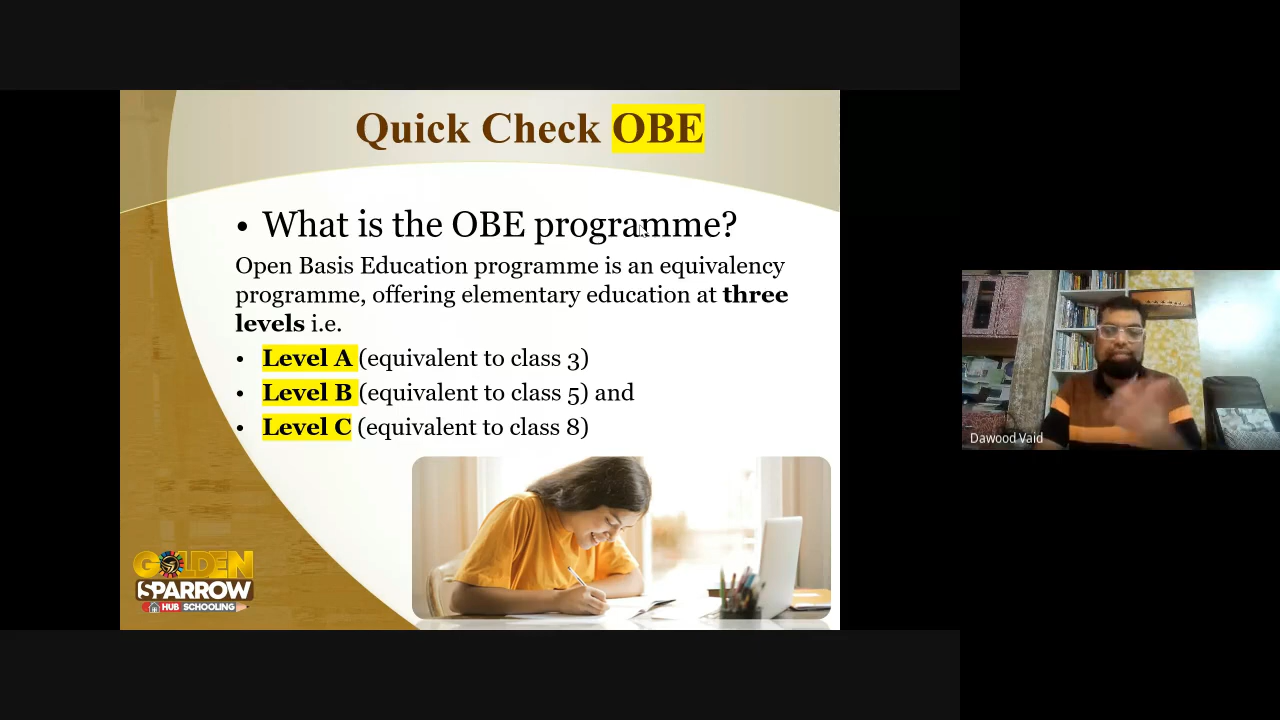 Quick Check OBE
• What is the OBE programme?
Open Basis Education programme is an equivalency
programme, offering elementary education at three
levels i.e.
• Level A (equivalent to class 3)
• Level B (equivalent to class 5) and
• Level C (equivalent to class 8)
GOLDEN
SPARROW
HUB SCHOOLING
Dawood Vaid